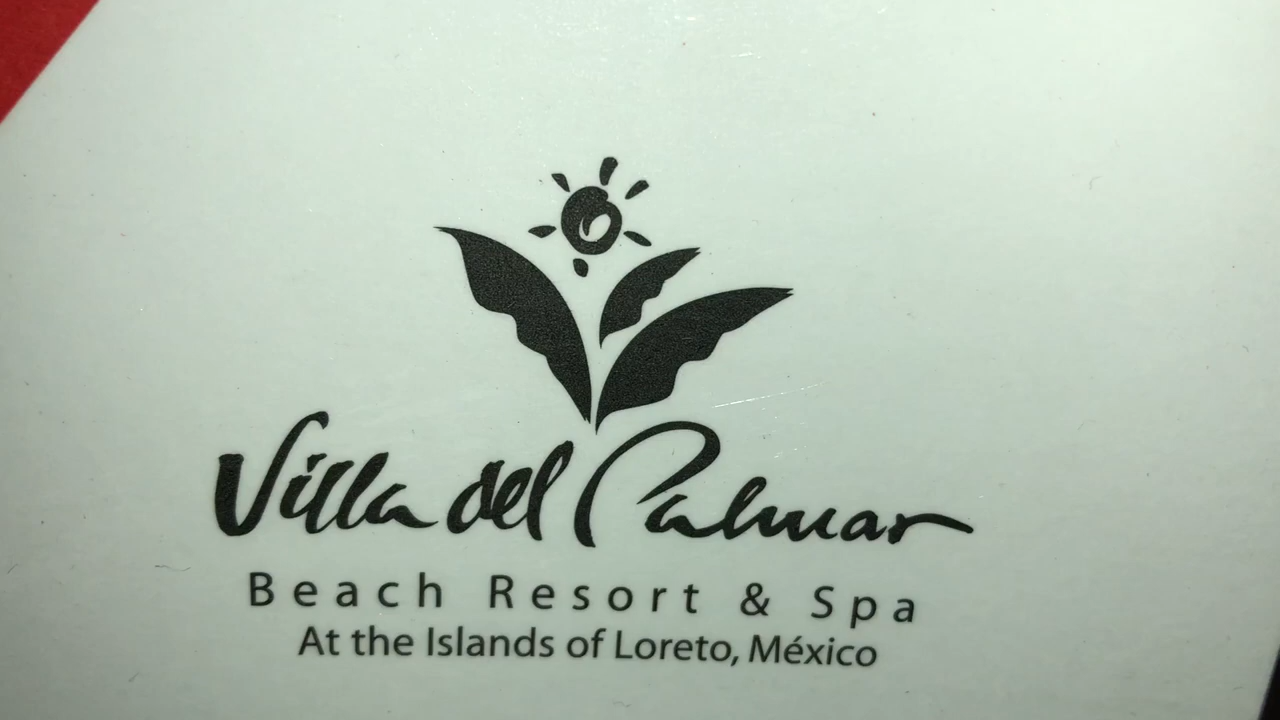 Villa del Palmar
Beach Resort & Spa
At the Islands of Loreto, México